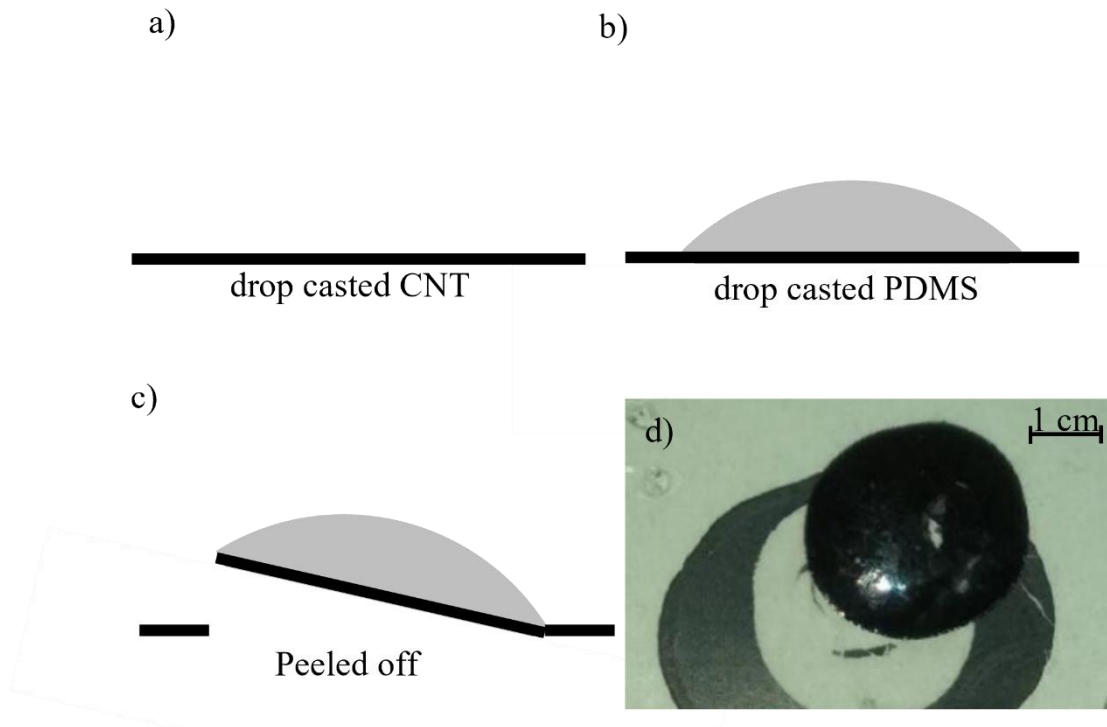 a)
b)
drop casted CNT
drop casted PDMS
c)
d)
1 cm
Peeled off